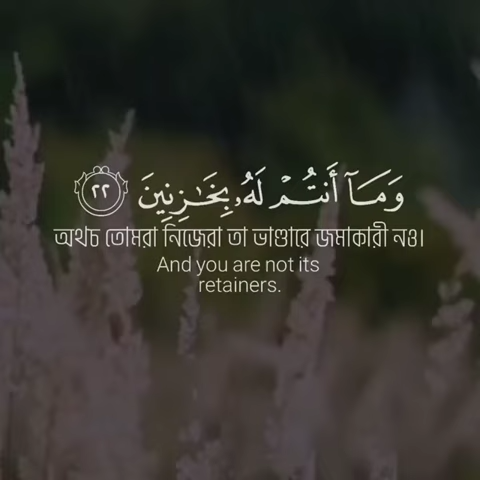 وَمَآ أَنتُمْ لَهُۥ بِخَـٰزِنِينَ ٢٢
অথচ তোমরা নিজেরা তা ভাণ্ডারে জমাকারী নও।
And you are not its
retainers.